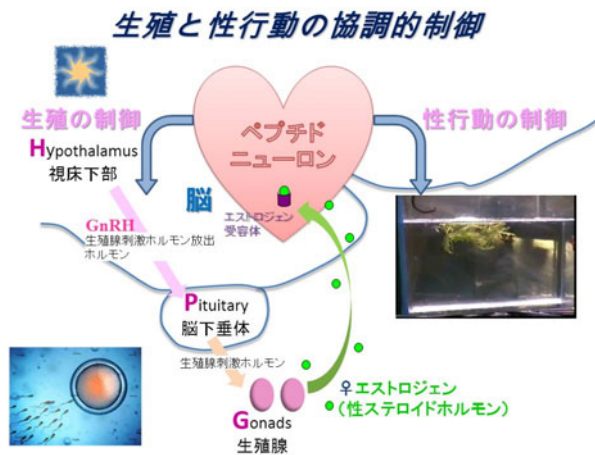 生殖と性行動の協調的制御
生殖の制御
Hypothalamus
視床下部
ペプチド
ニューロン
性行動の制御
脳
エストロジェン
受容体
GnRH
生殖腺刺激ホルモン放出
ホルモン
Pituitary
脳下垂体
生殖腺刺激ホルモン
Gonads
生殖腺
♀エストロジェン
(性ステロイドホルモン)